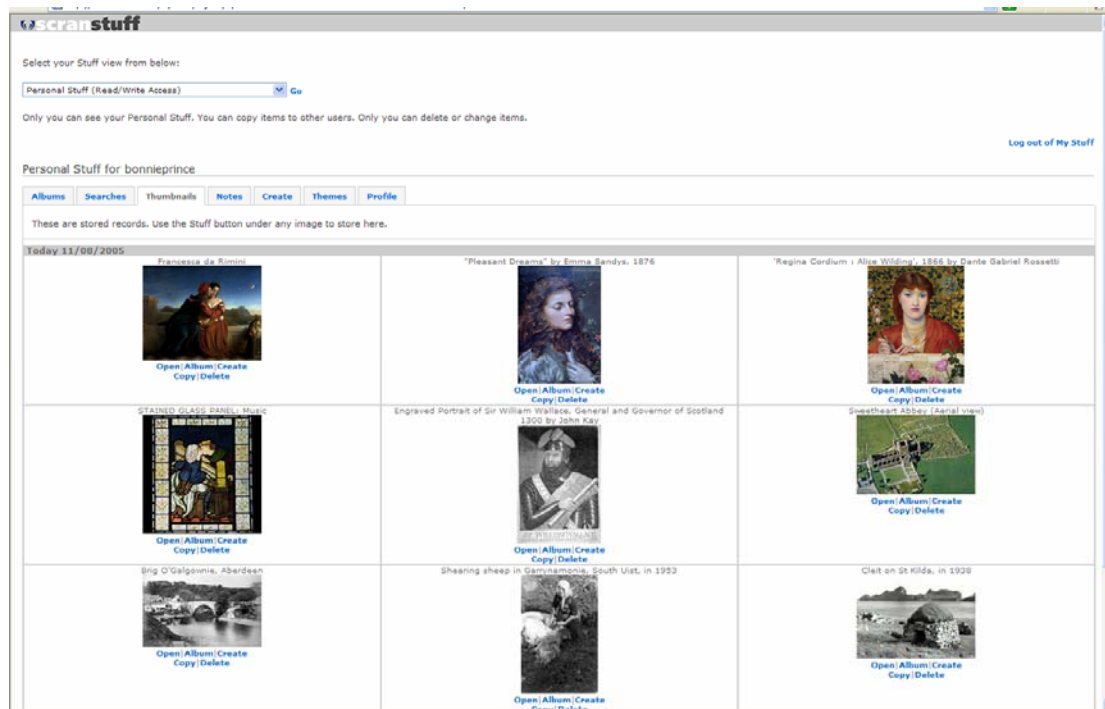 scranstuff
Select your Stuff view from below:
Personal Stuff (Read/Write Access) Go
Only you can see your Personal Stuff. You can copy items to other users. Only you can delete or change items.
Log out of My Stuff
Personal Stuff for bonnieprince
Albums Searches Thumbnails Notes Create Themes Profile
These are stored records. Use the Stuff button under any image to store here.
Today 11/08/2005
Francesca da Rimini
Open|Album|Create
Copy|Delete
"Pleasant Dreams" by Emma Sandys, 1876
Open|Album|Create
Copy|Delete
'Regina Cordium : Alice Wilding', 1866 by Dante Gabriel Rossetti
Open|Album|Create
Copy|Delete
STAINED GLASS PANEL: Music
Open|Album|Create
Copy|Delete
Engraved Portrait of Sir William Wallace, General and Governor of Scotland
1300 by John Kay
Open|Album|Create
Copy|Delete
Sweetheart Abbey (Aerial view)
Open|Album|Create
Copy|Delete
Brig O'Balgownie, Aberdeen
Open|Album|Create
Copy|Delete
Shearing sheep in Garrynamonie, South Uist, in 1953
Open|Album|Create
Copy|Delete
Cleit on St Kilda, in 1938
Open|Album|Create
Copy|Delete